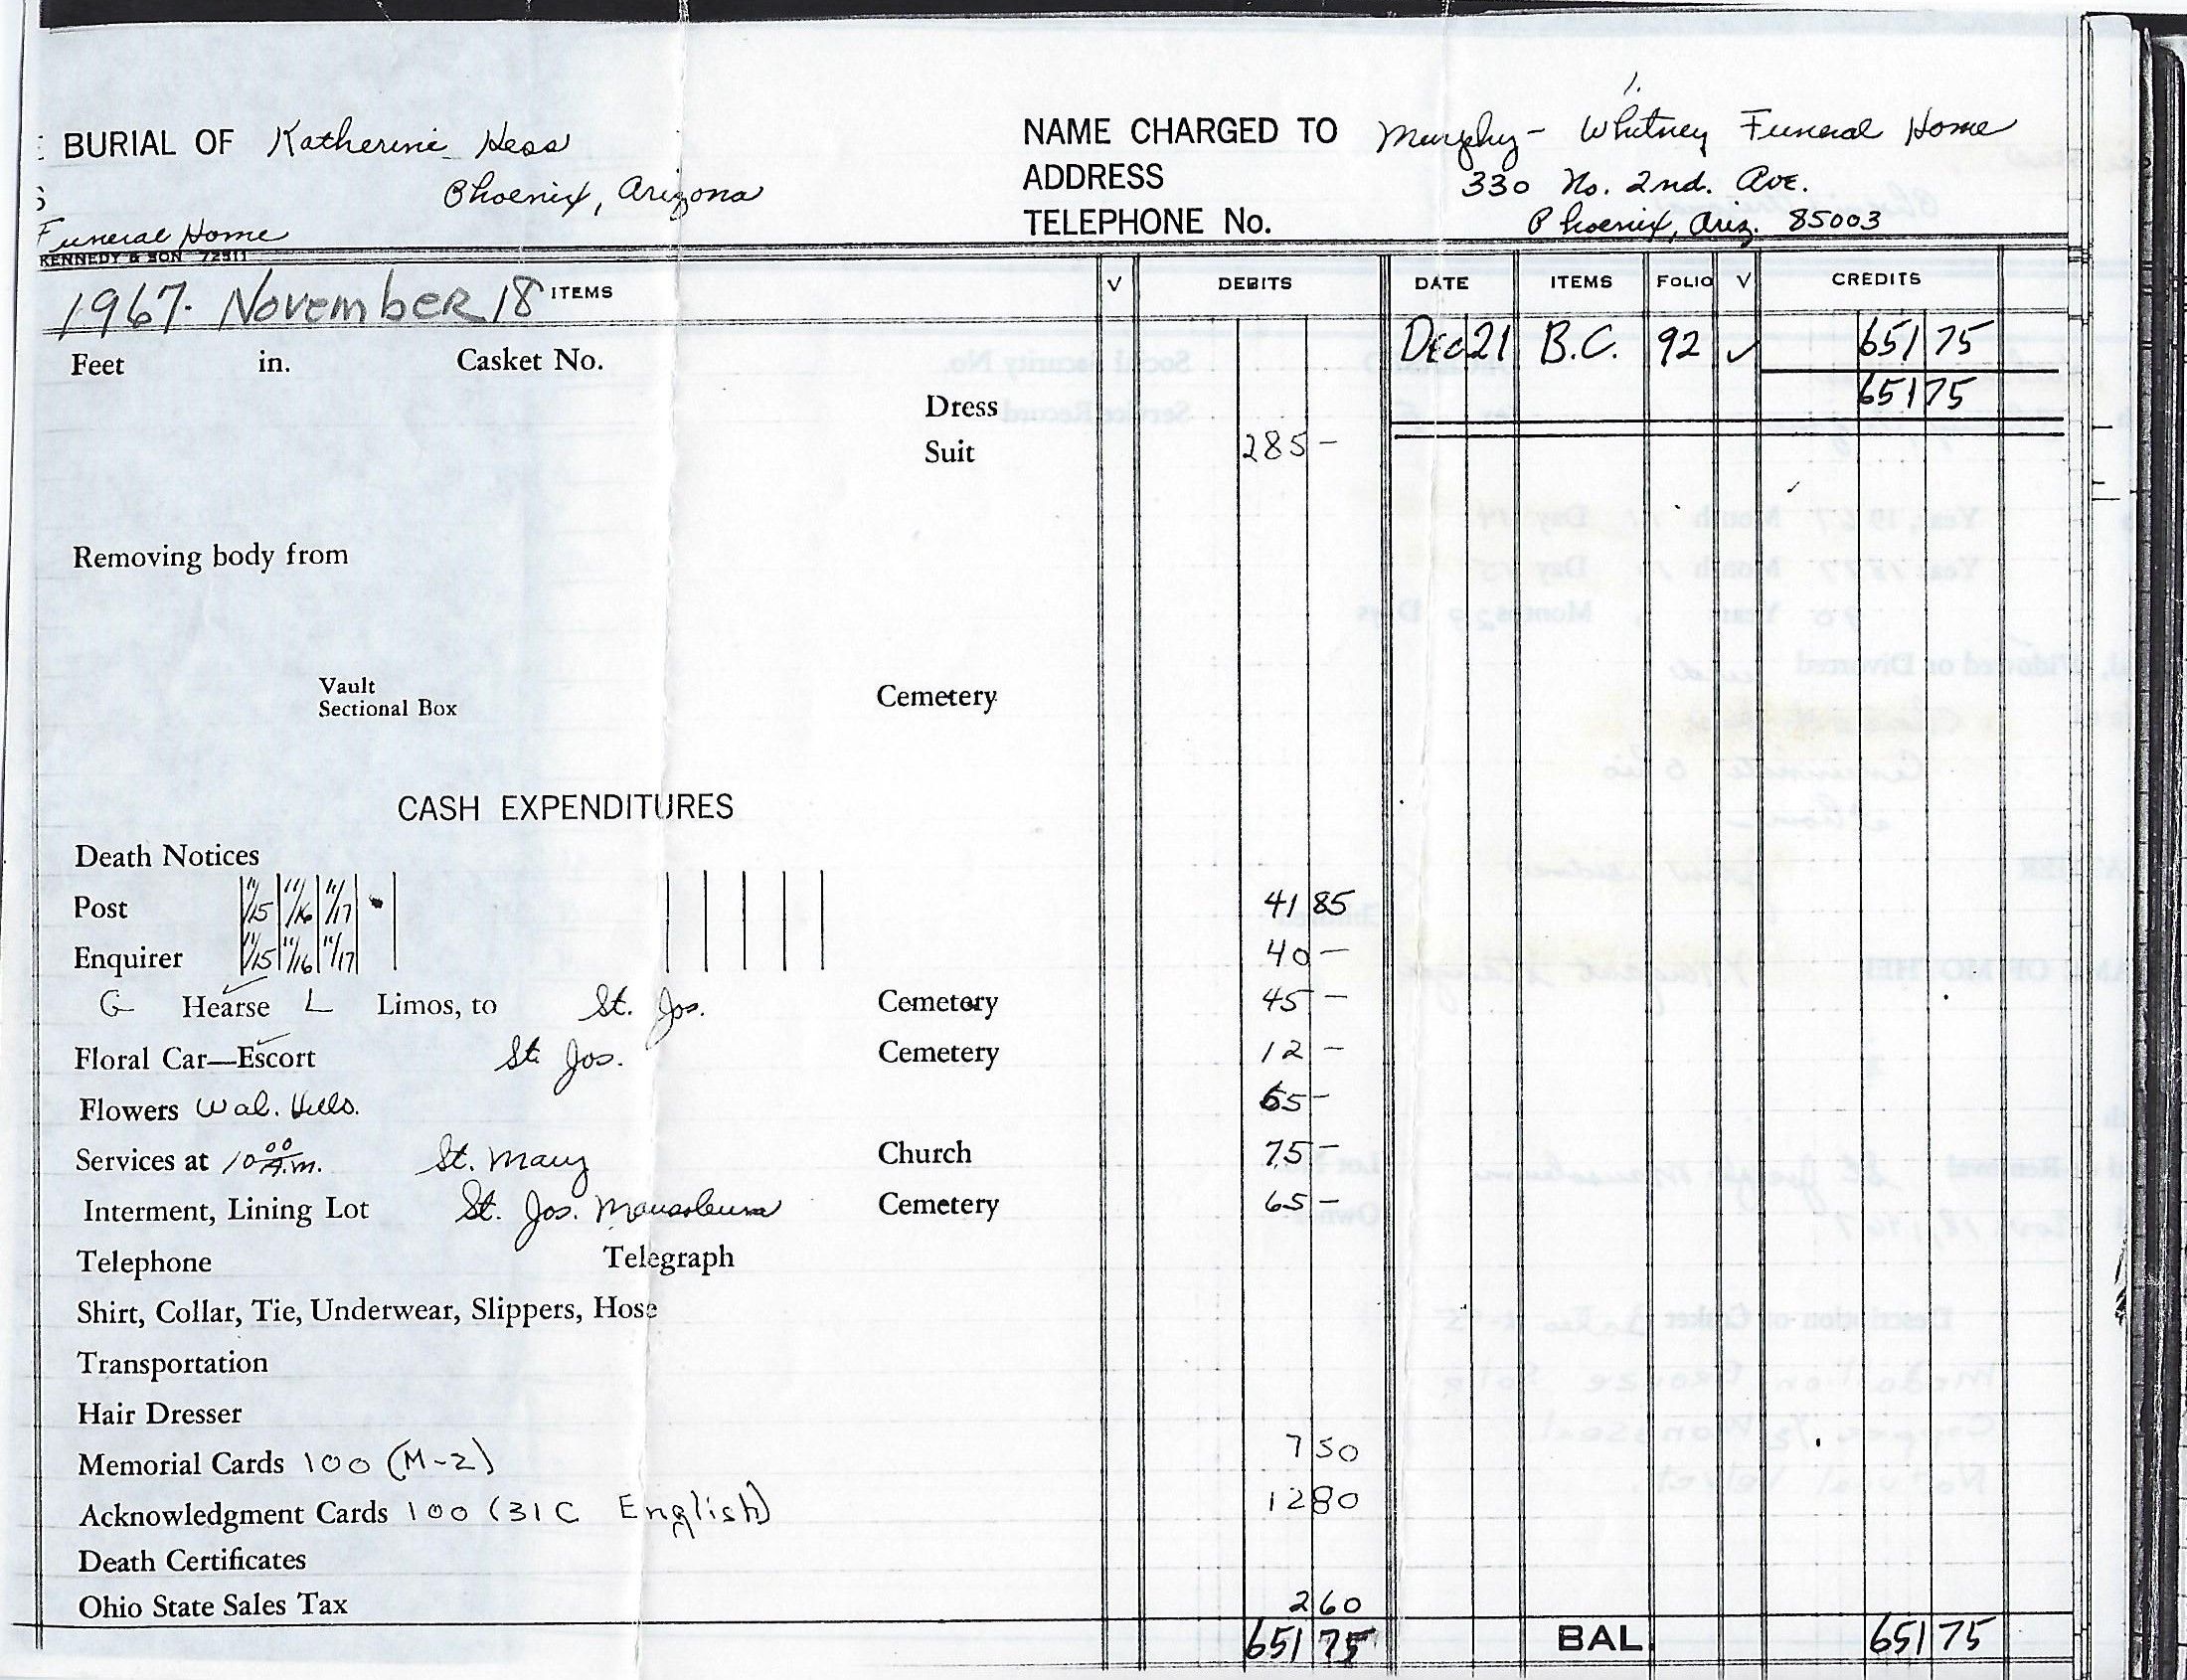 BURIAL OF Katherine Hess
Phoenix, Arizona
Funeral Home
KENNEDY & SON 72511
NAME CHARGED TO Murphy- Whitney Funeral Home
ADDRESS 330 No. 2nd. Ave.
TELEPHONE No. Phoenix, Ariz. 85003
1967. November 18 ITEMS √ DEBITS DATE ITEMS FOLIO √ CREDITS
Dec 21 B.C. 92 ✓ 651 75
Feet in. Casket No.
651 75
Dress
Suit 285 -
Removing body from
Vault
Sectional Box Cemetery
CASH EXPENDITURES
Death Notices
Post 11/15 11/16 11/17 41 85
Enquirer 11/15 11/16 11/17 40 -
G Hearse L Limos, to St. Jos. Cemetery 45 -
Floral Car—Escort St. Jos. Cemetery 12 -
Flowers Wal. Hills. 65 -
Services at 10 00 A.M. St. Mary Church 75 -
Interment, Lining Lot St. Jos. Mausoleum Cemetery 65 -
Telephone Telegraph
Shirt, Collar, Tie, Underwear, Slippers, Hose
Transportation
Hair Dresser
Memorial Cards 100 (M-2) 7 50
Acknowledgment Cards 100 (31C English) 12 80
Death Certificates
Ohio State Sales Tax 2 60
651 75 BAL. 651 75